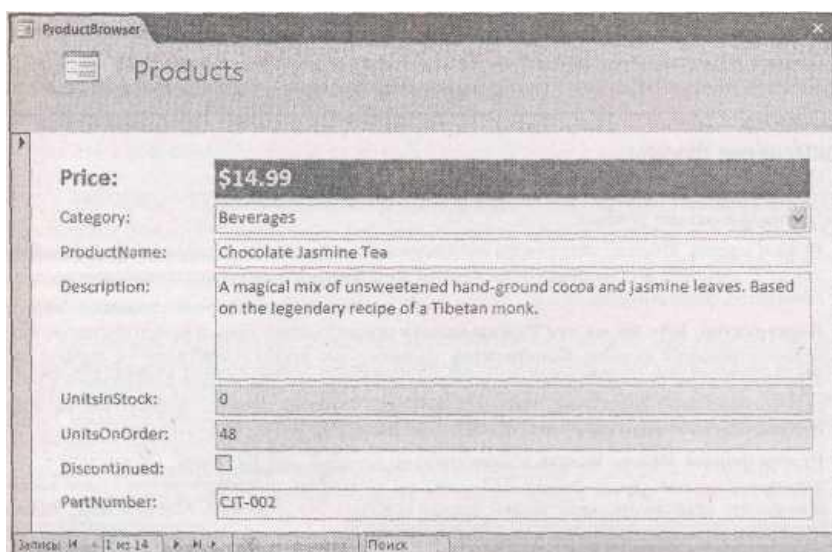 ProductBrowser
Products
Price: $14.99
Category: Beverages
ProductName: Chocolate Jasmine Tea
Description: A magical mix of unsweetened hand-ground cocoa and jasmine leaves. Based
on the legendary recipe of a Tibetan monk.
UnitsInStock: 0
UnitsOnOrder: 48
Discontinued:
PartNumber: CJT-002
Записи: 1 из 14 Поиск